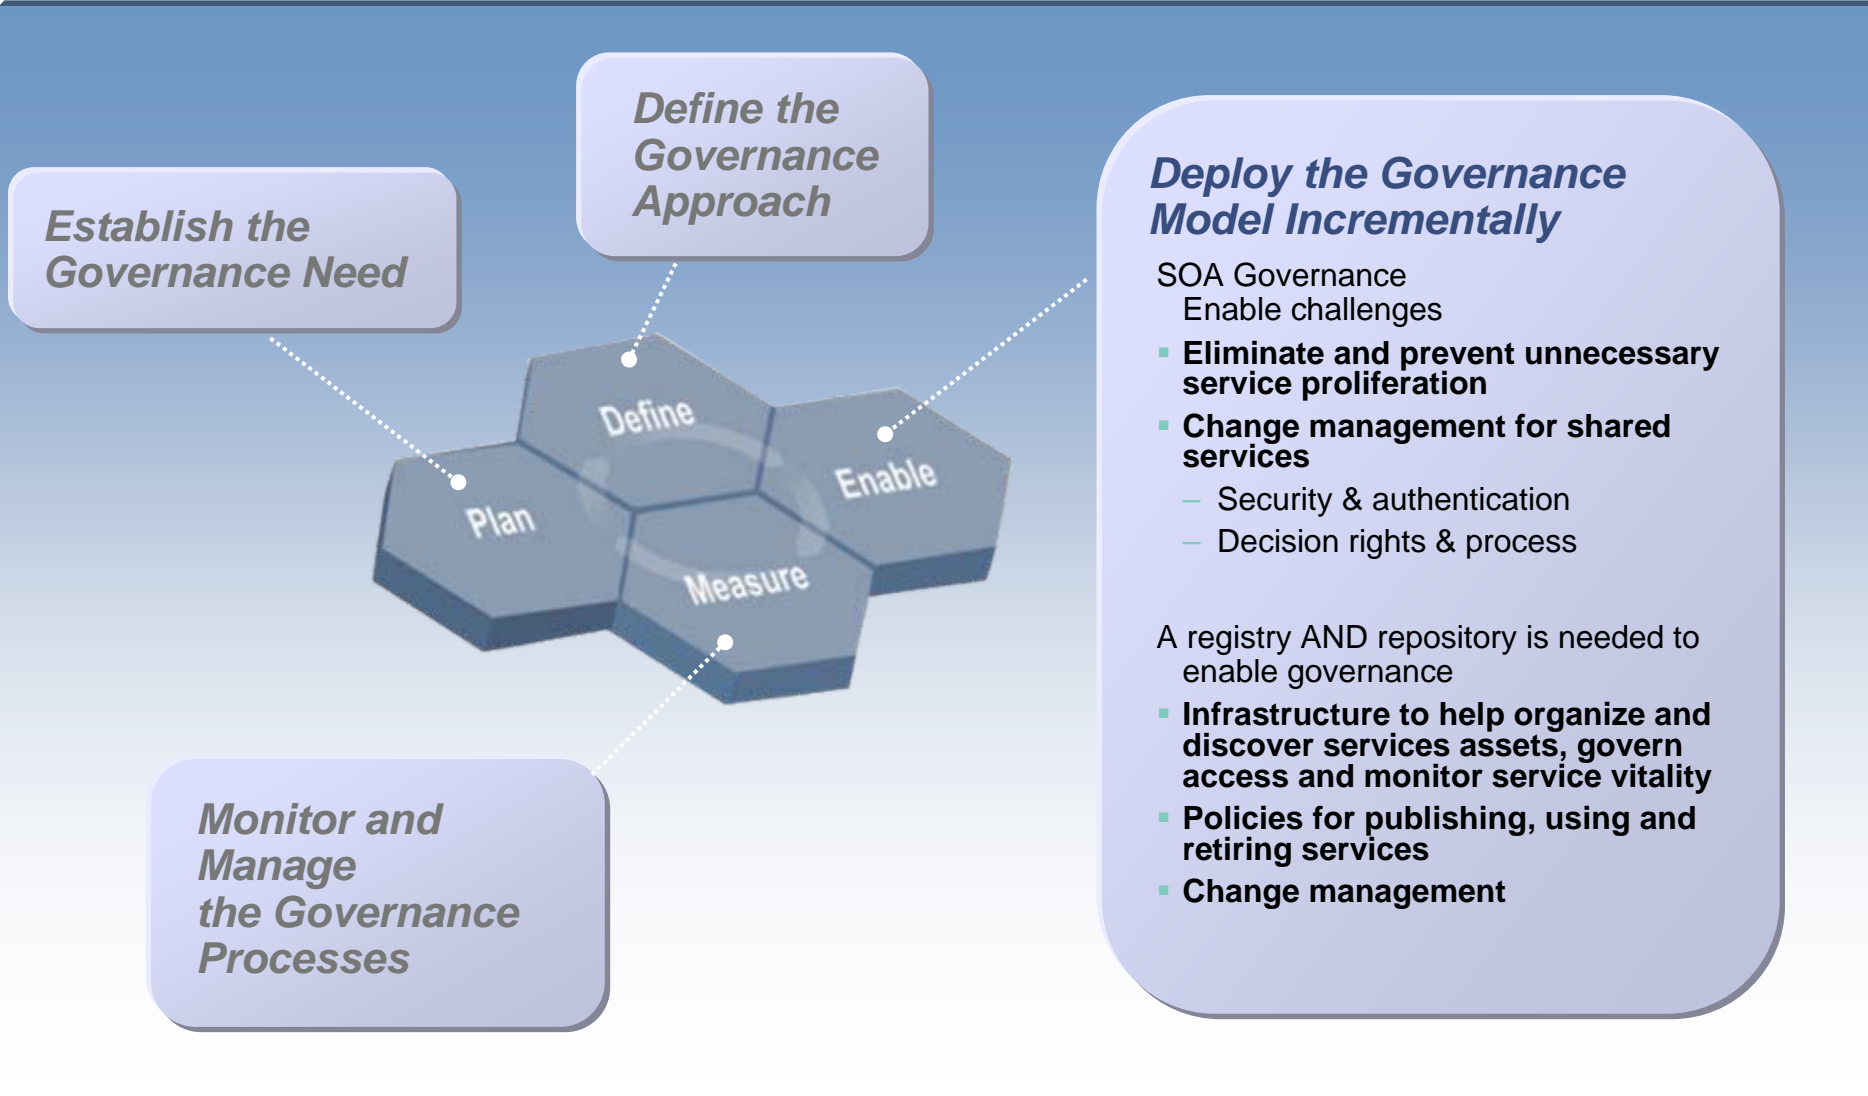 Define the
Governance
Approach
Establish the
Governance Need
Define
Enable
Plan
Measure
Monitor and
Manage
the Governance
Processes
Deploy the Governance
Model Incrementally
SOA Governance
Enable challenges
▪ Eliminate and prevent unnecessary
service proliferation
▪ Change management for shared
services
– Security & authentication
– Decision rights & process
A registry AND repository is needed to
enable governance
▪ Infrastructure to help organize and
discover services assets, govern
access and monitor service vitality
▪ Policies for publishing, using and
retiring services
▪ Change management